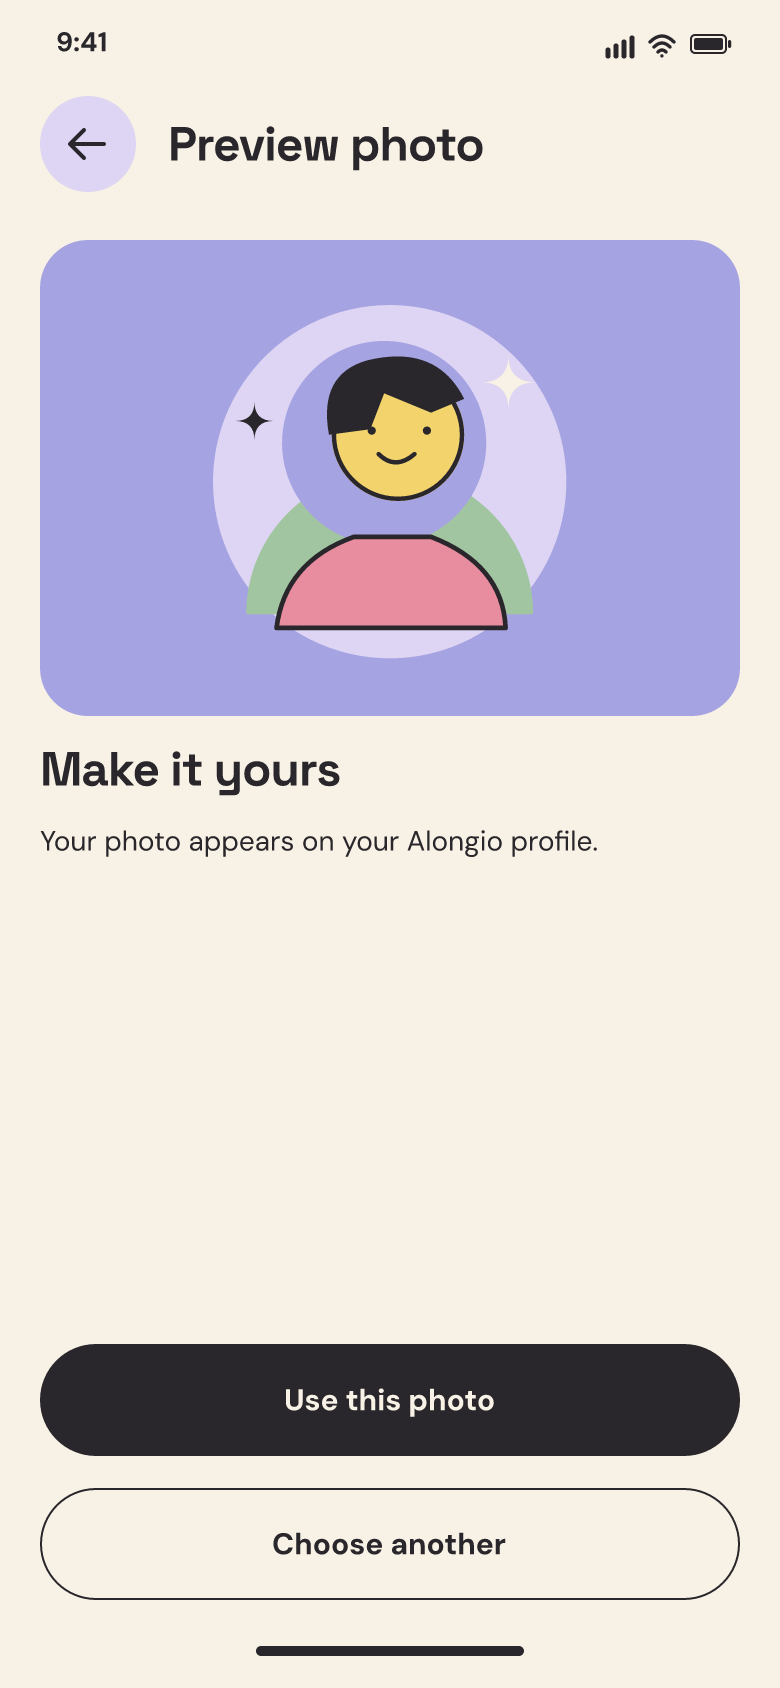 9:41
Preview photo
Make it yours
Your photo appears on your Alongio profile.
Use this photo
Choose another